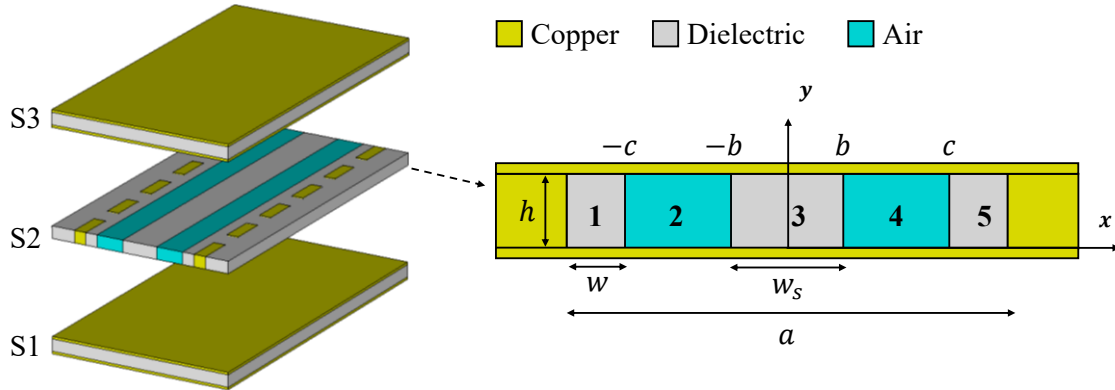 Copper Dielectric Air
S3
S2
S1
y
−c −b b c
h
1 2 3 4 5
x
w
w_s
a